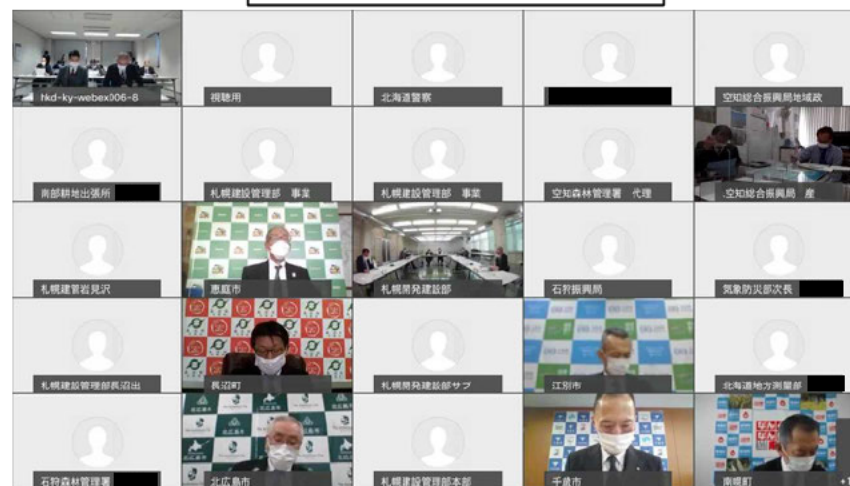 hkd-ky-webex006-8
視聴用
北海道警察
空知総合振興局地域政
南部耕地出張所
札幌建設管理部 事業
札幌建設管理部 事業
空知森林管理署 代理
空知総合振興局 産
札幌建管岩見沢
恵庭市
札幌開発建設部
石狩振興局
気象防災部次長
札幌建設管理部長沼出
長沼町
札幌開発建設部サブ
江別市
北海道地方測量部
石狩森林管理署
北広島市
札幌建設管理部本部
千歳市
南幌町